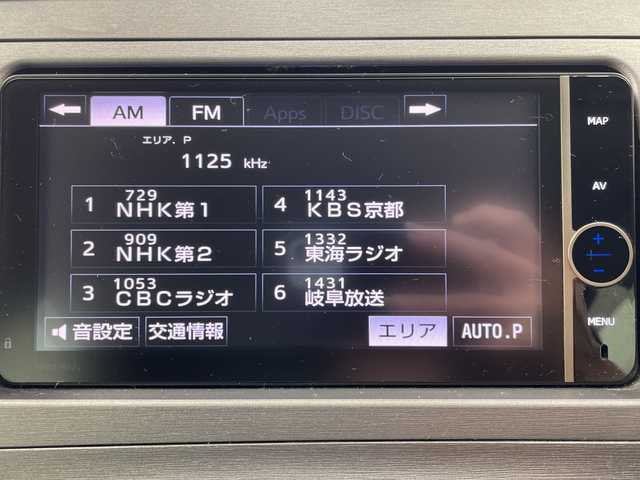 AM FM Apps DISC
MAP
エリア. P
1125 kHz
AV
1 729 NHK第1
4 1143 KBS京都
2 909 NHK第2
5 1332 東海ラジオ
3 1053 CBCラジオ
6 1431 岐阜放送
+
−
MENU
音設定 交通情報 エリア AUTO.P